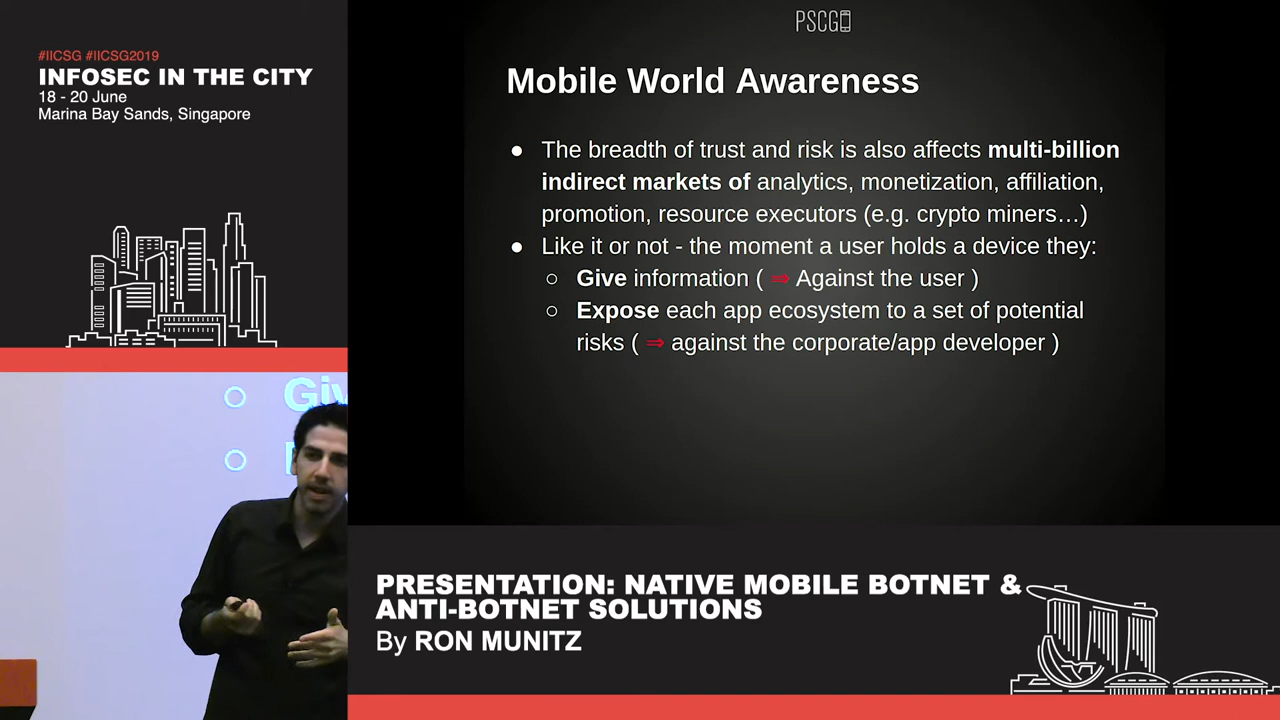 #IICSG #IICSG2019
INFOSEC IN THE CITY
18 - 20 June
Marina Bay Sands, Singapore
PSCG
Mobile World Awareness
● The breadth of trust and risk is also affects multi-billion
indirect markets of analytics, monetization, affiliation,
promotion, resource executors (e.g. crypto miners…)
● Like it or not - the moment a user holds a device they:
○ Give information ( ⇒ Against the user )
○ Expose each app ecosystem to a set of potential
risks ( ⇒ against the corporate/app developer )
○ Giv
○
PRESENTATION: NATIVE MOBILE BOTNET &
ANTI-BOTNET SOLUTIONS
By RON MUNITZ